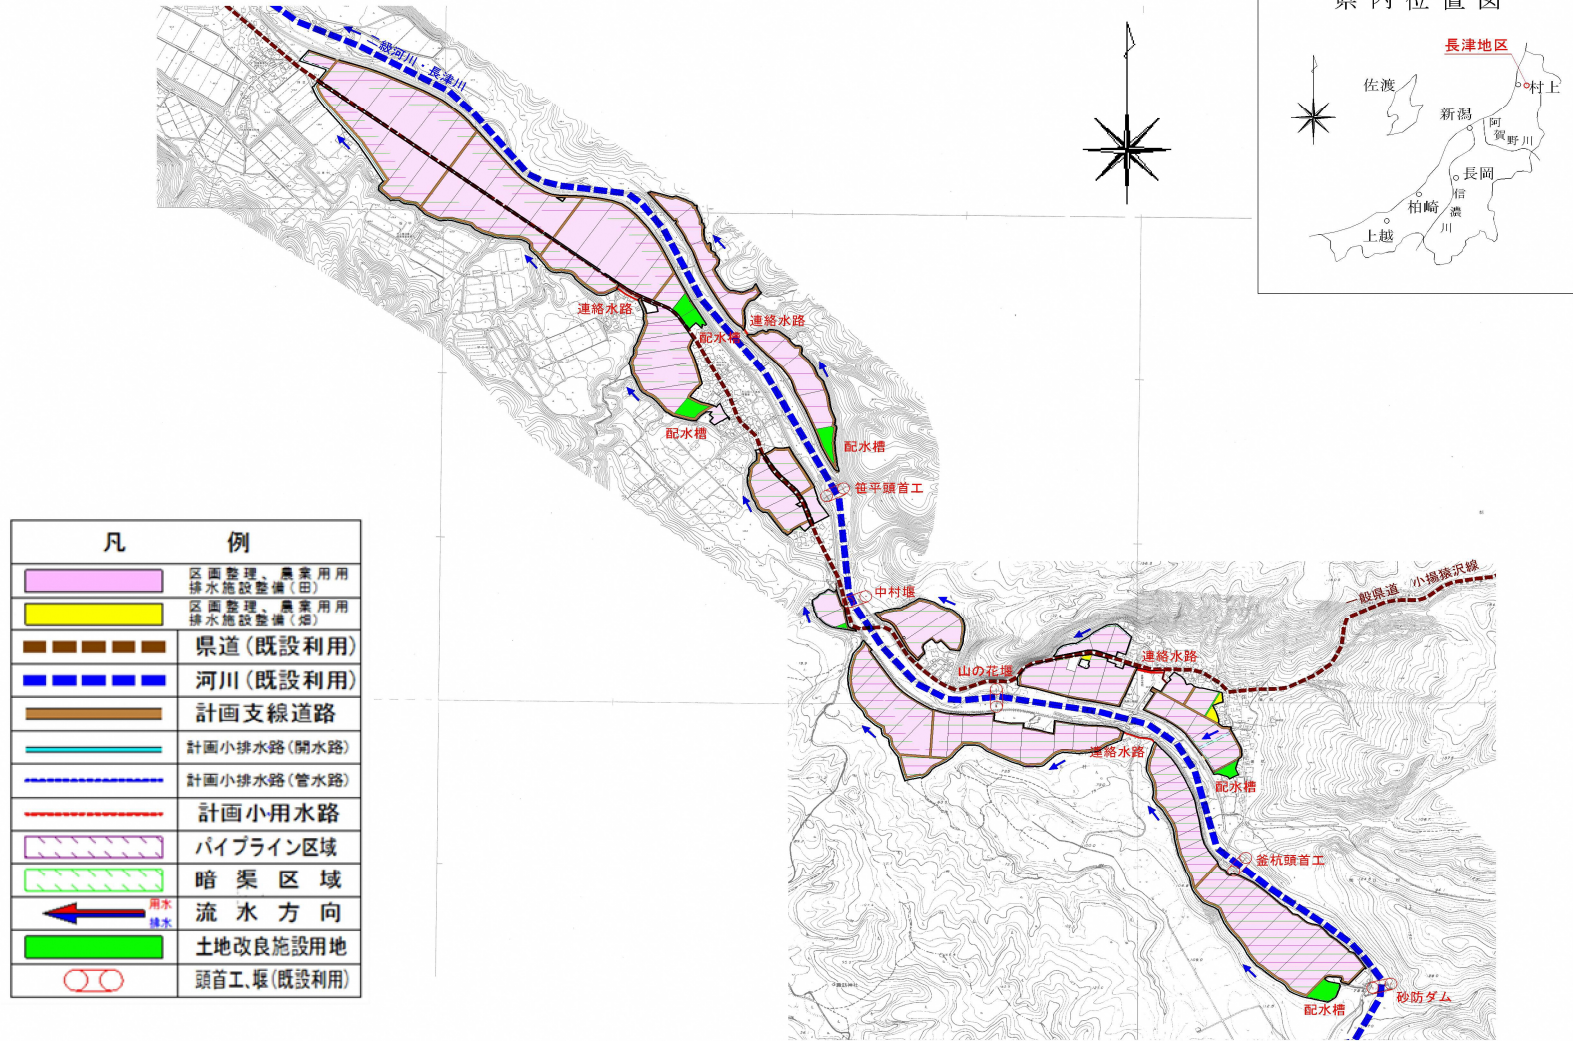 県内位置図
長津地区
佐渡
村上
新潟
阿賀野川
長岡
信濃川
柏崎
上越
二級河川・長津川
連絡水路
配水槽
連絡水路
配水槽
配水槽
笹平頭首工
中村堰
一般県道 小揚猿沢線
山の花堰
連絡水路
連絡水路
配水槽
釜杭頭首工
配水槽
砂防ダム
凡例
区画整理、農業用用
排水施設整備(田)
区画整理、農業用用
排水施設整備(畑)
県道(既設利用)
河川(既設利用)
計画支線道路
計画小排水路(開水路)
計画小排水路(管水路)
計画小用水路
パイプライン区域
暗渠区域
用水
排水
流水方向
土地改良施設用地
頭首工、堰(既設利用)